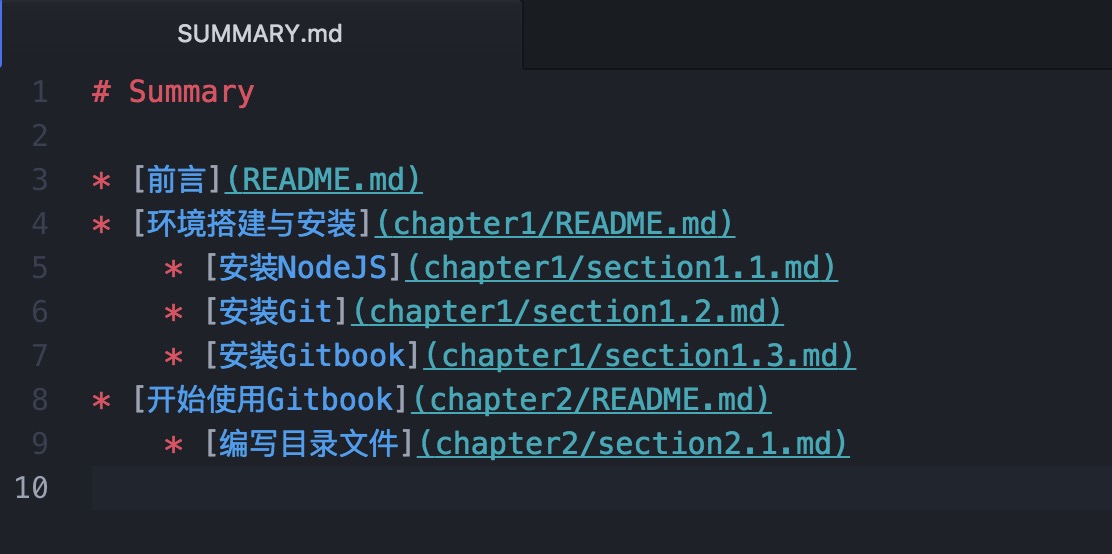 SUMMARY.md
1 # Summary
2
3 * [前言](README.md)
4 * [环境搭建与安装](chapter1/README.md)
5     * [安装NodeJS](chapter1/section1.1.md)
6     * [安装Git](chapter1/section1.2.md)
7     * [安装Gitbook](chapter1/section1.3.md)
8 * [开始使用Gitbook](chapter2/README.md)
9     * [编写目录文件](chapter2/section2.1.md)
10